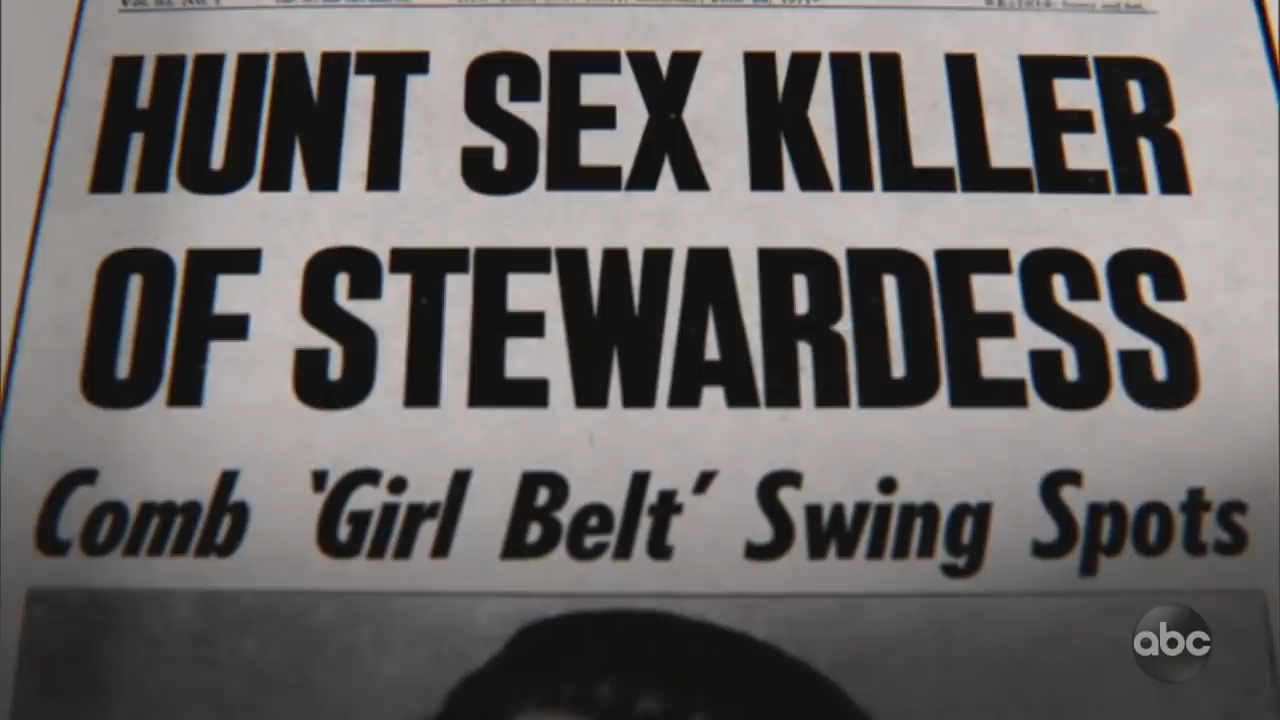 HUNT SEX KILLER
OF STEWARDESS
Comb 'Girl Belt' Swing Spots
abc